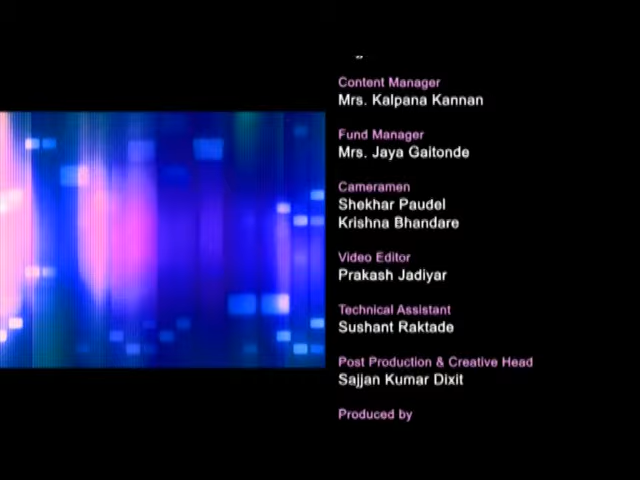 Content Manager
Mrs. Kalpana Kannan
Fund Manager
Mrs. Jaya Gaitonde
Cameramen
Shekhar Paudel
Krishna Bhandare
Video Editor
Prakash Jadiyar
Technical Assistant
Sushant Raktade
Post Production & Creative Head
Sajjan Kumar Dixit
Produced by